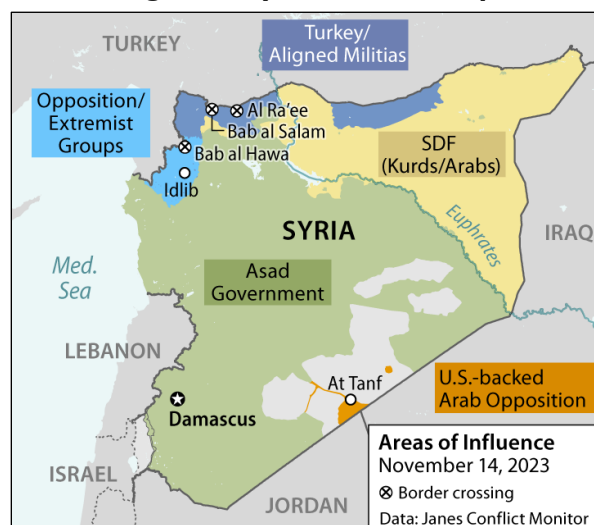 TURKEY
Turkey/
Aligned Militias
Opposition/
Extremist
Groups
Al Ra'ee
Bab al Salam
Bab al Hawa
Idlib
SDF
(Kurds/Arabs)
SYRIA
Euphrates
IRAQ
Med.
Sea
Asad
Government
LEBANON
At Tanf
U.S.-backed
Arab Opposition
Damascus
Areas of Influence
November 14, 2023
Border crossing
Data: Janes Conflict Monitor
ISRAEL
JORDAN